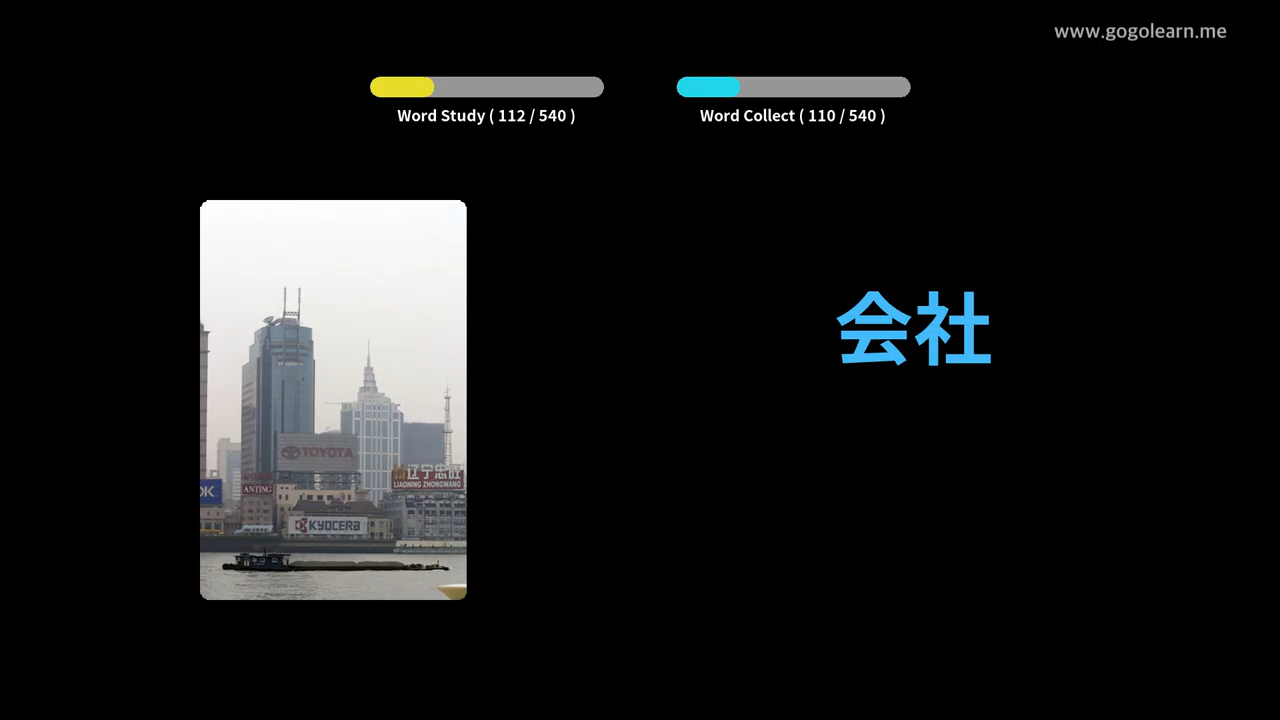 www.gogolearn.me
Word Study ( 112 / 540 )
Word Collect ( 110 / 540 )
会社
TOYOTA
辽宁忠旺
LIAONING ZHONGWANG
OK
ANTING
KYOCERA